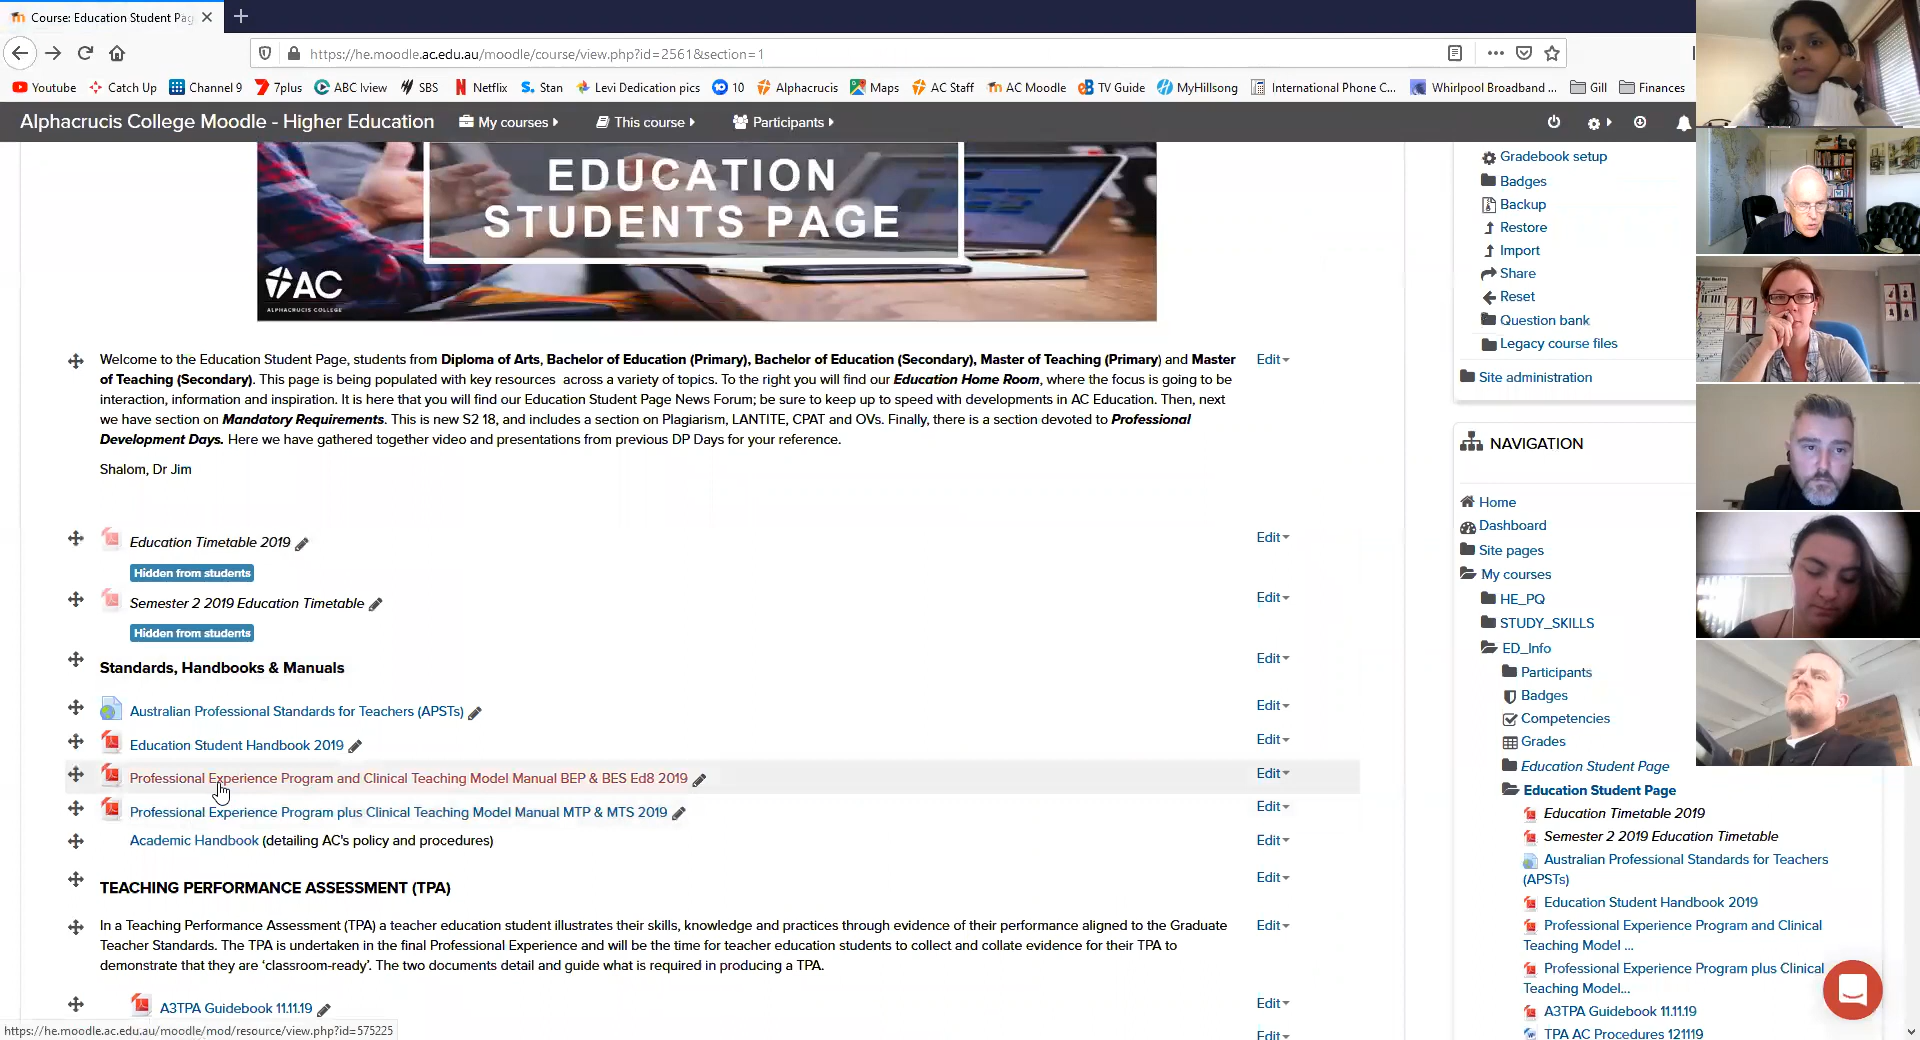 Course: Education Student Pag
https://he.moodle.ac.edu.au/moodle/course/view.php?id=2561&section=1
Youtube Catch Up Channel 9 7plus ABC Iview SBS Netflix Stan Levi Dedication pics 10 Alphacrucis Maps AC Staff AC Moodle TV Guide MyHillsong International Phone C... Whirlpool Broadband ... Gill Finances
Alphacrucis College Moodle - Higher Education My courses This course Participants
EDUCATION
STUDENTS PAGE
AC
ALPHACRUCIS COLLEGE
Welcome to the Education Student Page, students from Diploma of Arts, Bachelor of Education (Primary), Bachelor of Education (Secondary), Master of Teaching (Primary) and Master Edit
of Teaching (Secondary). This page is being populated with key resources across a variety of topics. To the right you will find our Education Home Room, where the focus is going to be
interaction, information and inspiration. It is here that you will find our Education Student Page News Forum; be sure to keep up to speed with developments in AC Education. Then, next
we have section on Mandatory Requirements. This is new S2 18, and includes a section on Plagiarism, LANTITE, CPAT and OVs. Finally, there is a section devoted to Professional
Development Days. Here we have gathered together video and presentations from previous DP Days for your reference.
Shalom, Dr Jim
Education Timetable 2019 Edit
Hidden from students
Semester 2 2019 Education Timetable Edit
Hidden from students
Standards, Handbooks & Manuals Edit
Australian Professional Standards for Teachers (APSTs) Edit
Education Student Handbook 2019 Edit
Professional Experience Program and Clinical Teaching Model Manual BEP & BES Ed8 2019 Edit
Professional Experience Program plus Clinical Teaching Model Manual MTP & MTS 2019 Edit
Academic Handbook (detailing AC's policy and procedures) Edit
TEACHING PERFORMANCE ASSESSMENT (TPA) Edit
In a Teaching Performance Assessment (TPA) a teacher education student illustrates their skills, knowledge and practices through evidence of their performance aligned to the Graduate Edit
Teacher Standards. The TPA is undertaken in the final Professional Experience and will be the time for teacher education students to collect and collate evidence for their TPA to
demonstrate that they are ‘classroom-ready’. The two documents detail and guide what is required in producing a TPA.
A3TPA Guidebook 11.11.19 Edit
Edit
https://he.moodle.ac.edu.au/moodle/mod/resource/view.php?id=575225
Gradebook setup
Badges
Backup
Restore
Import
Share
Reset
Question bank
Legacy course files
Site administration
NAVIGATION
Home
Dashboard
Site pages
My courses
HE_PQ
STUDY_SKILLS
ED_Info
Participants
Badges
Competencies
Grades
Education Student Page
Education Student Page
Education Timetable 2019
Semester 2 2019 Education Timetable
Australian Professional Standards for Teachers
(APSTs)
Education Student Handbook 2019
Professional Experience Program and Clinical
Teaching Model ...
Professional Experience Program plus Clinical
Teaching Model...
A3TPA Guidebook 11.11.19
TPA AC Procedures 121119